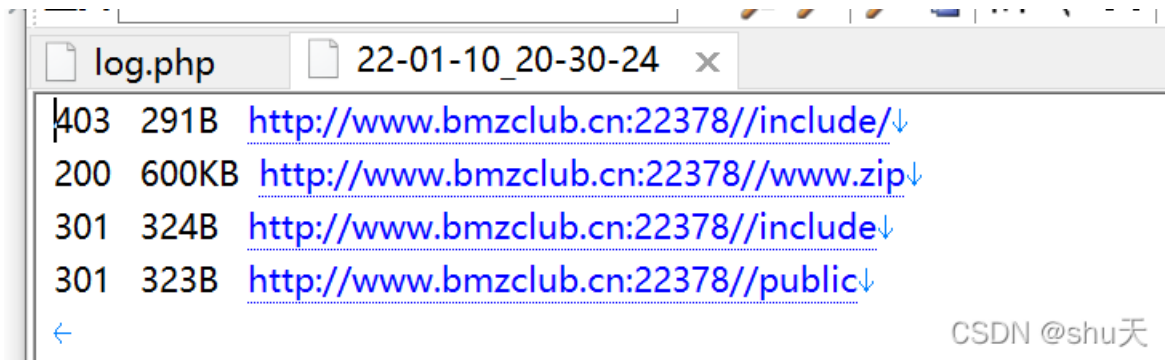 log.php 22-01-10_20-30-24 ×
403 291B http://www.bmzclub.cn:22378//include/↓
200 600KB http://www.bmzclub.cn:22378//www.zip↓
301 324B http://www.bmzclub.cn:22378//include↓
301 323B http://www.bmzclub.cn:22378//public↓
←
CSDN @shu天